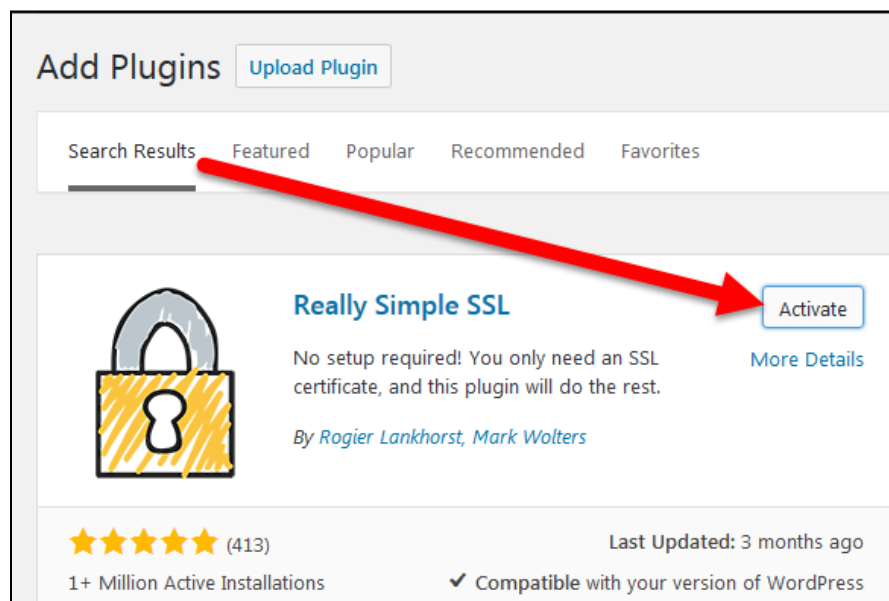 Add Plugins Upload Plugin
Search Results Featured Popular Recommended Favorites
Really Simple SSL
Activate
No setup required! You only need an SSL
certificate, and this plugin will do the rest.
More Details
By Rogier Lankhorst, Mark Wolters
(413)
Last Updated: 3 months ago
1+ Million Active Installations
Compatible with your version of WordPress